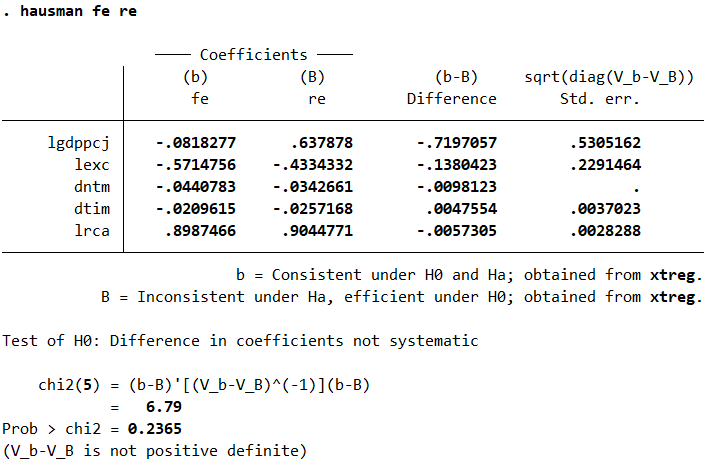 . hausman fe re
Coefficients
(b) (B) (b-B) sqrt(diag(V_b-V_B))
fe re Difference Std. err.
lgdppcj -.0818277 .637878 -.7197057 .5305162
lexc -.5714756 -.4334332 -.1380423 .2291464
dntm -.0440783 -.0342661 -.0098123 .
dtim -.0209615 -.0257168 .0047554 .0037023
lrca .8987466 .9044771 -.0057305 .0028288
b = Consistent under H0 and Ha; obtained from xtreg.
B = Inconsistent under Ha, efficient under H0; obtained from xtreg.
Test of H0: Difference in coefficients not systematic
chi2(5) = (b-B)'[(V_b-V_B)^(-1)](b-B)
= 6.79
Prob > chi2 = 0.2365
(V_b-V_B is not positive definite)